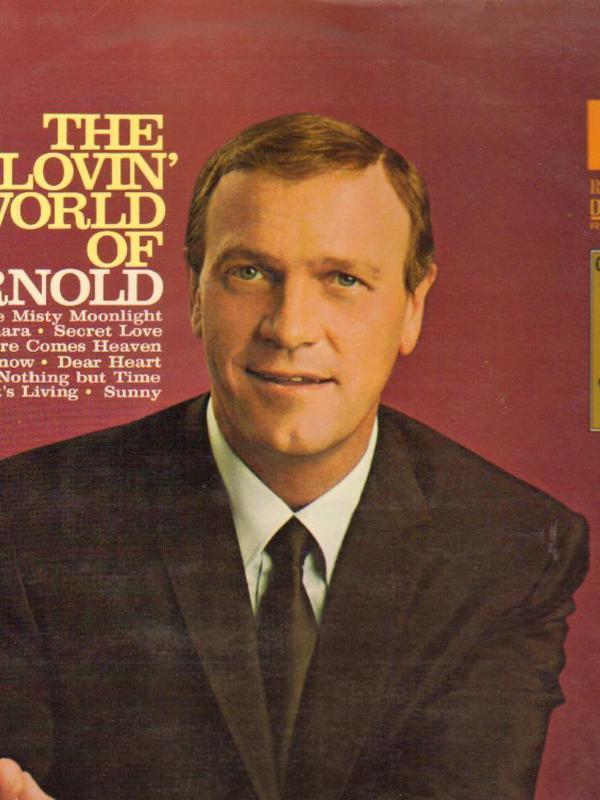 THE
LOVIN'
WORLD
OF
RNOLD
e Misty Moonlight
ara • Secret Love
re Comes Heaven
now • Dear Heart
Nothing but Time
's Living • Sunny